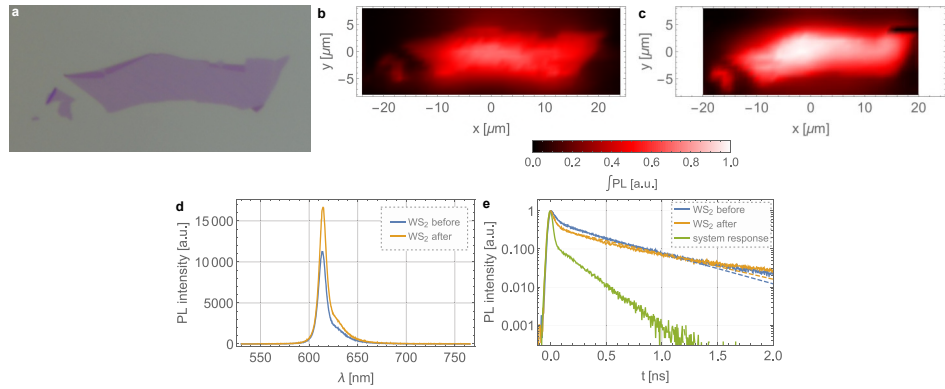 a
b
c
y [μm]
5
0
−5
−20
−10
0
10
20
x [μm]
y [μm]
5
0
−5
−20
−10
0
10
20
x [μm]
0.0
0.2
0.4
0.6
0.8
1.0
∫PL [a.u.]
d
PL intensity [a.u.]
15 000
10 000
5000
0
WS2 before
WS2 after
550
600
650
700
750
λ [nm]
e
PL intensity [a.u.]
1
0.100
0.010
0.001
WS2 before
WS2 after
system response
0.0
0.5
1.0
1.5
2.0
t [ns]